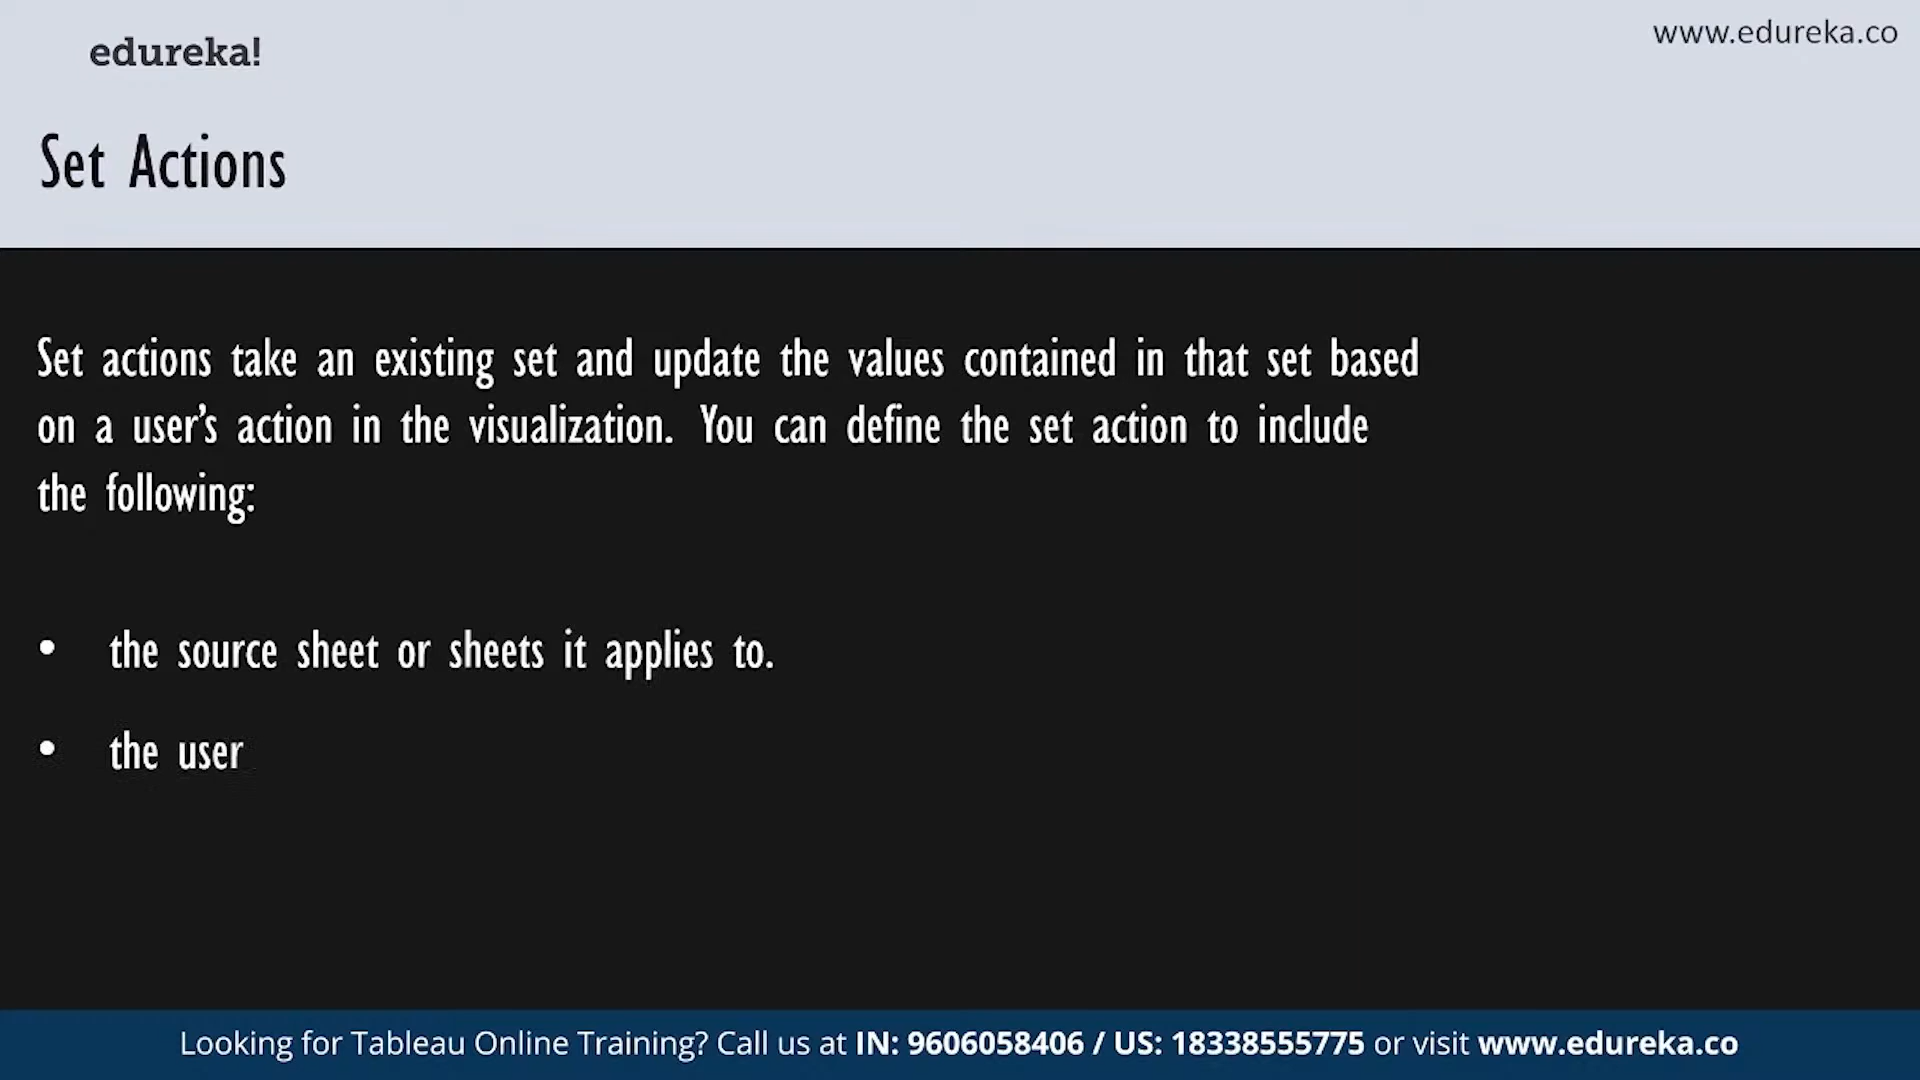 edureka!
www.edureka.co
Set Actions
Set actions take an existing set and update the values contained in that set based
on a user’s action in the visualization. You can define the set action to include
the following:
• the source sheet or sheets it applies to.
• the user
Looking for Tableau Online Training? Call us at IN: 9606058406 / US: 18338555775 or visit www.edureka.co